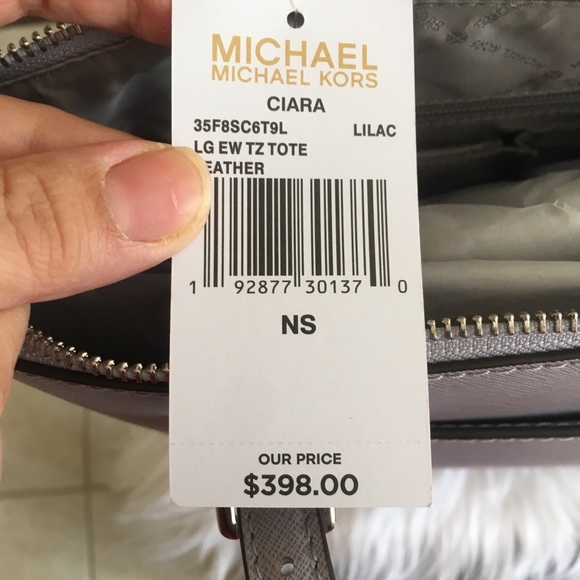 MICHAEL
MICHAEL KORS
CIARA
35F8SC6T9L LILAC
LG EW TZ TOTE
LEATHER
1 92877 30137 0
NS
OUR PRICE
$398.00